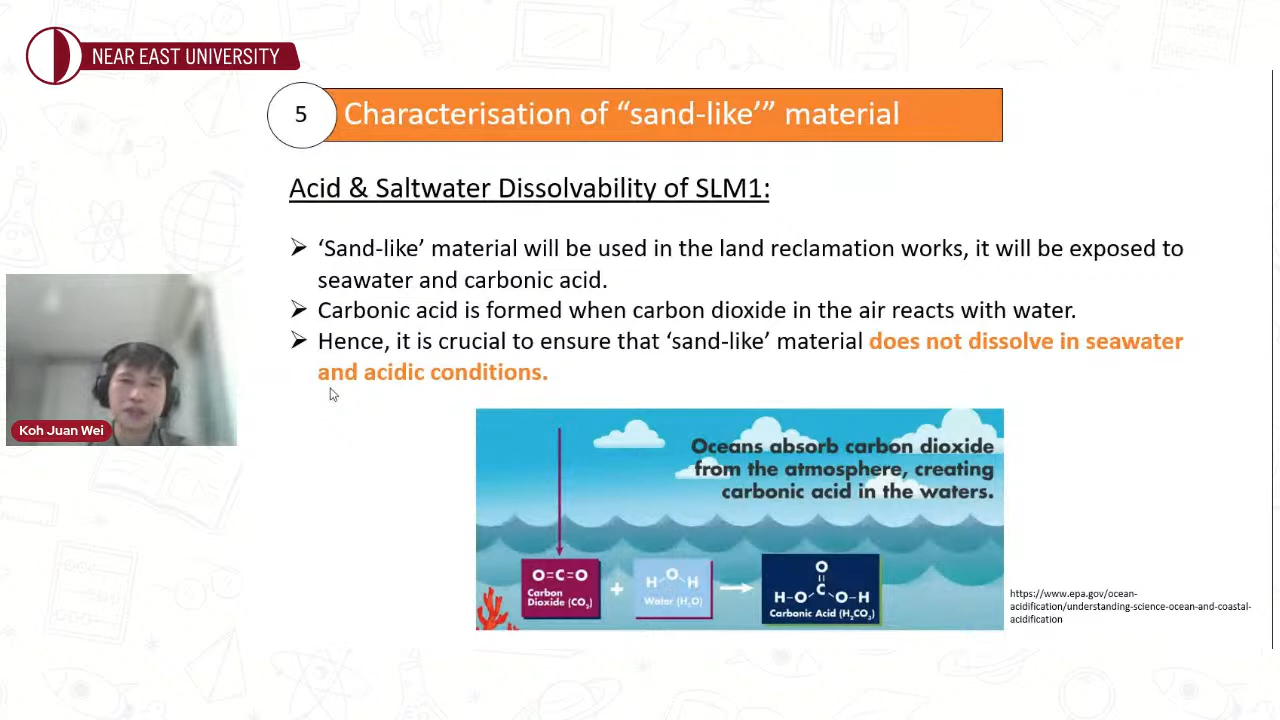 NEAR EAST UNIVERSITY
5
Characterisation of “sand-like’” material
Acid & Saltwater Dissolvability of SLM1:
➢ ‘Sand-like’ material will be used in the land reclamation works, it will be exposed to
seawater and carbonic acid.
➢ Carbonic acid is formed when carbon dioxide in the air reacts with water.
➢ Hence, it is crucial to ensure that ‘sand-like’ material does not dissolve in seawater
and acidic conditions.
Koh Juan Wei
Oceans absorb carbon dioxide
from the atmosphere, creating
carbonic acid in the waters.
O=C=O
Carbon
Dioxide (CO₂)
+
H O H
Water (H₂O)
O
C
H-O O-H
Carbonic Acid (H₂CO₃)
https://www.epa.gov/ocean-
acidification/understanding-science-ocean-and-coastal-
acidification